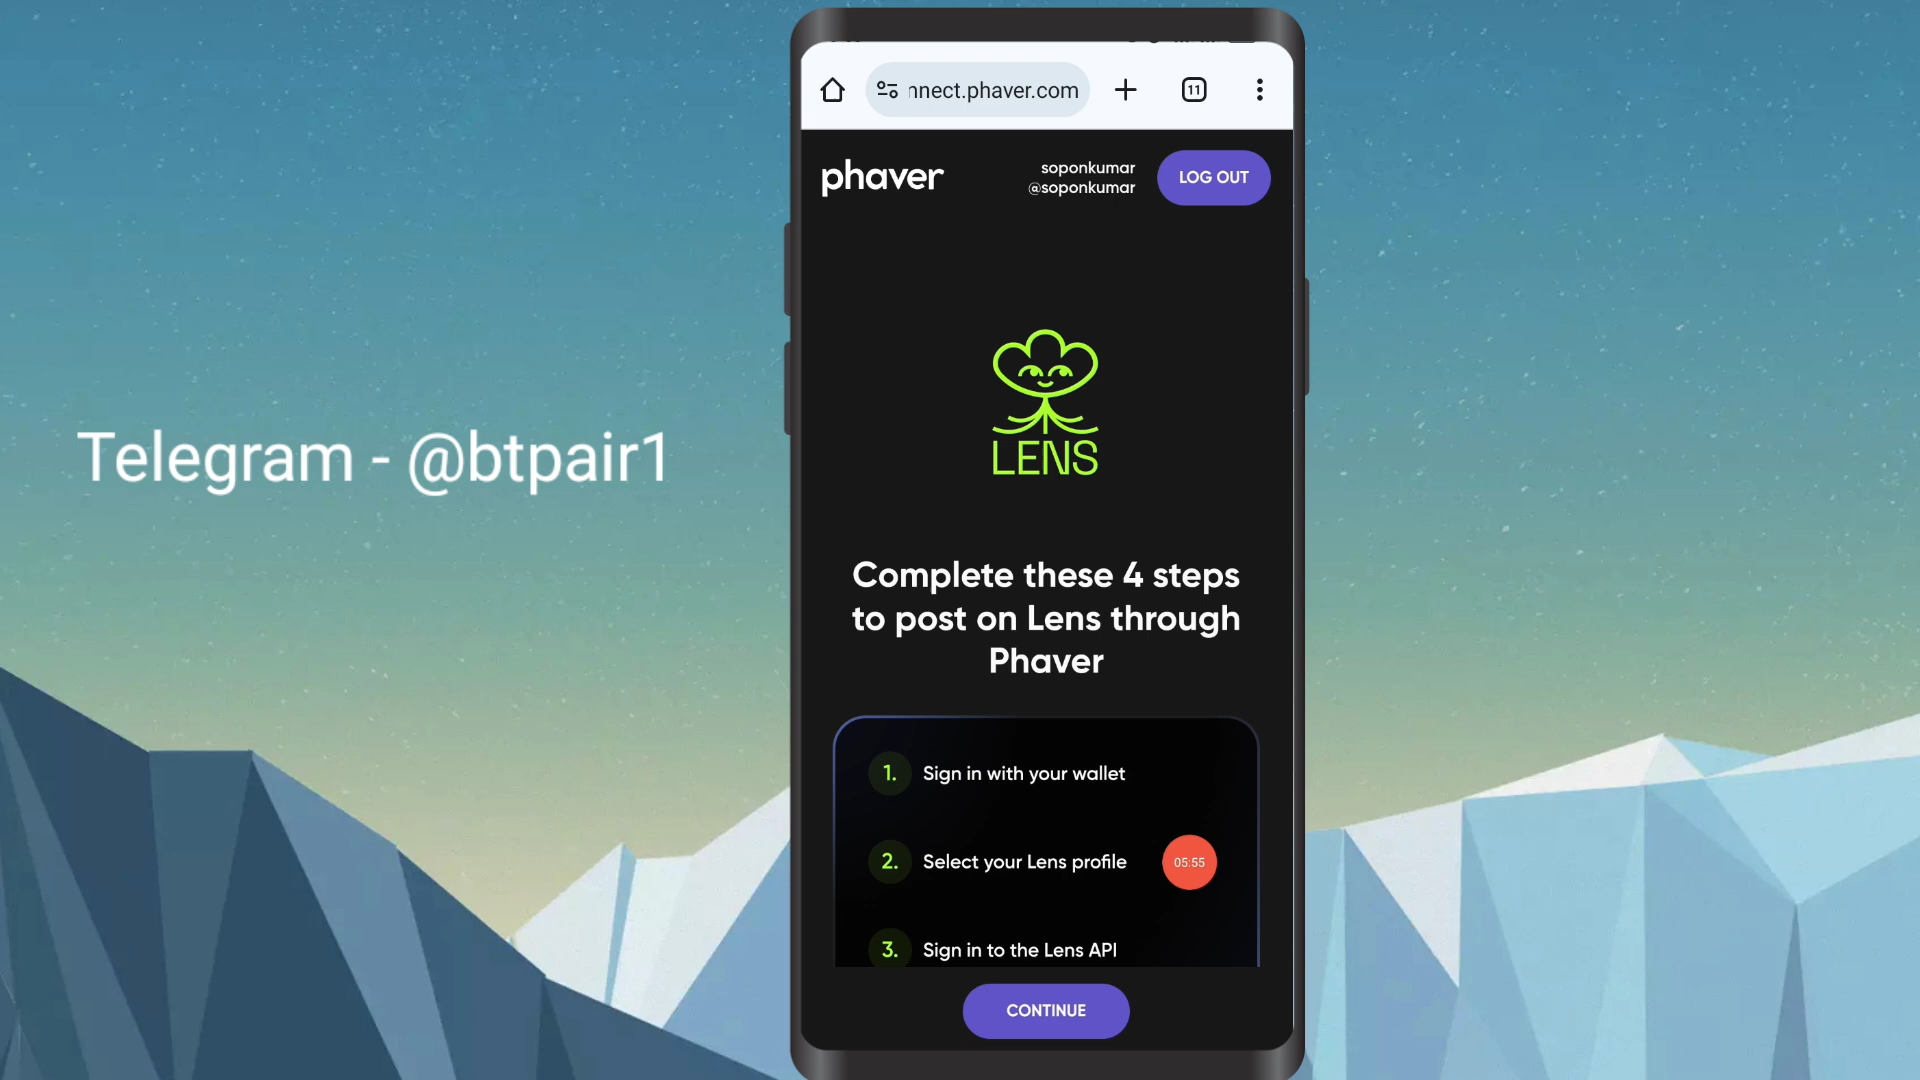 nnect.phaver.com
11
phaver
soponkumar
@soponkumar
LOG OUT
Telegram - @btpair1
LENS
Complete these 4 steps
to post on Lens through
Phaver
1. Sign in with your wallet
2. Select your Lens profile
05:55
3. Sign in to the Lens API
CONTINUE